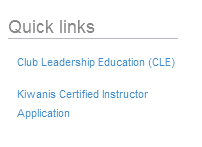 Quick links
Club Leadership Education (CLE)
Kiwanis Certified Instructor
Application